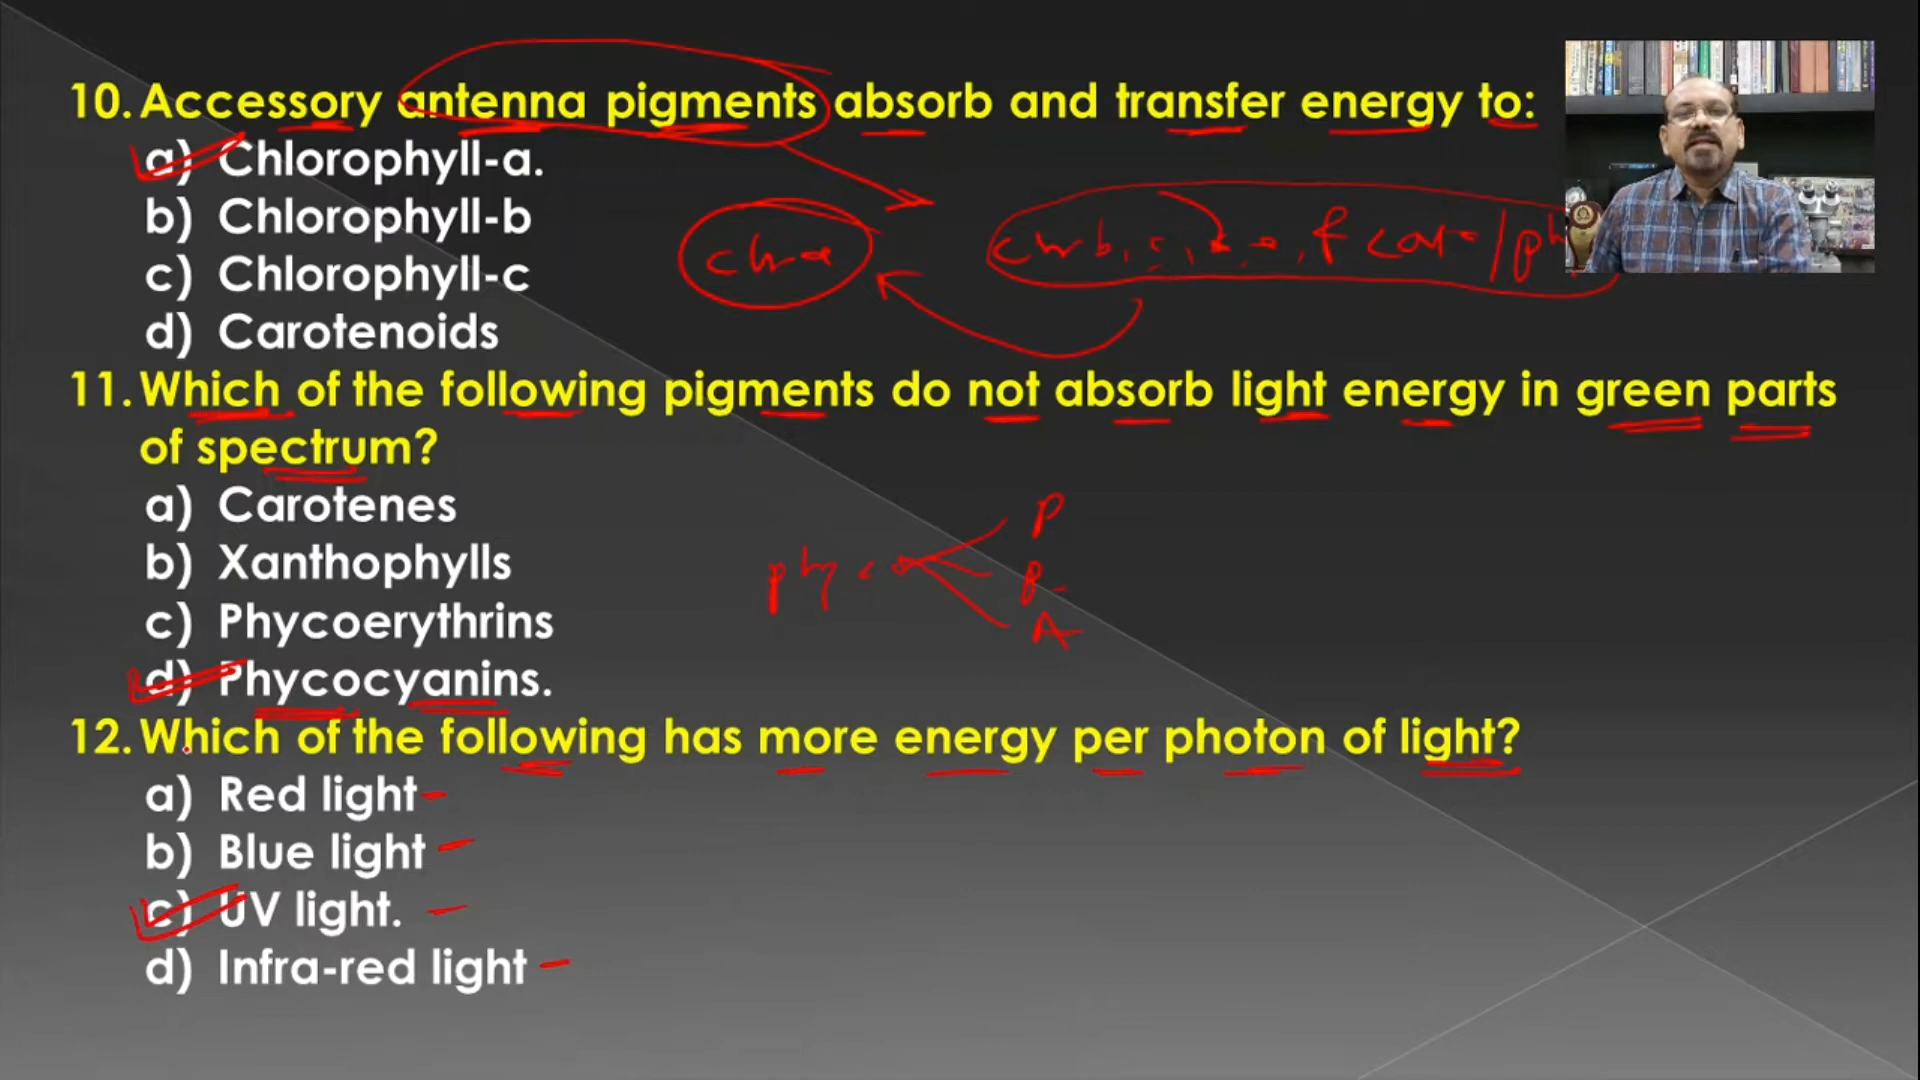 10. Accessory antenna pigments absorb and transfer energy to:
a) Chlorophyll-a.
b) Chlorophyll-b
c) Chlorophyll-c
d) Carotenoids
11. Which of the following pigments do not absorb light energy in green parts
of spectrum?
a) Carotenes
b) Xanthophylls
c) Phycoerythrins
d) Phycocyanins.
phyco
P
A
12. Which of the following has more energy per photon of light?
a) Red light
b) Blue light
c) UV light.
d) Infra-red light